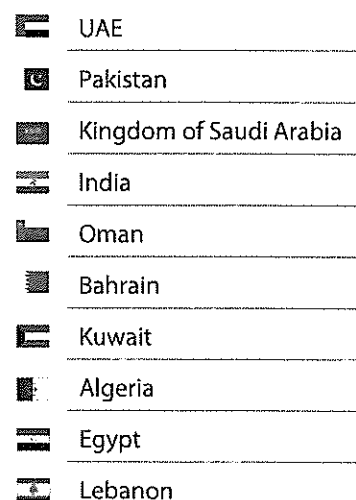 UAE
Pakistan
Kingdom of Saudi Arabia
India
Oman
Bahrain
Kuwait
Algeria
Egypt
Lebanon